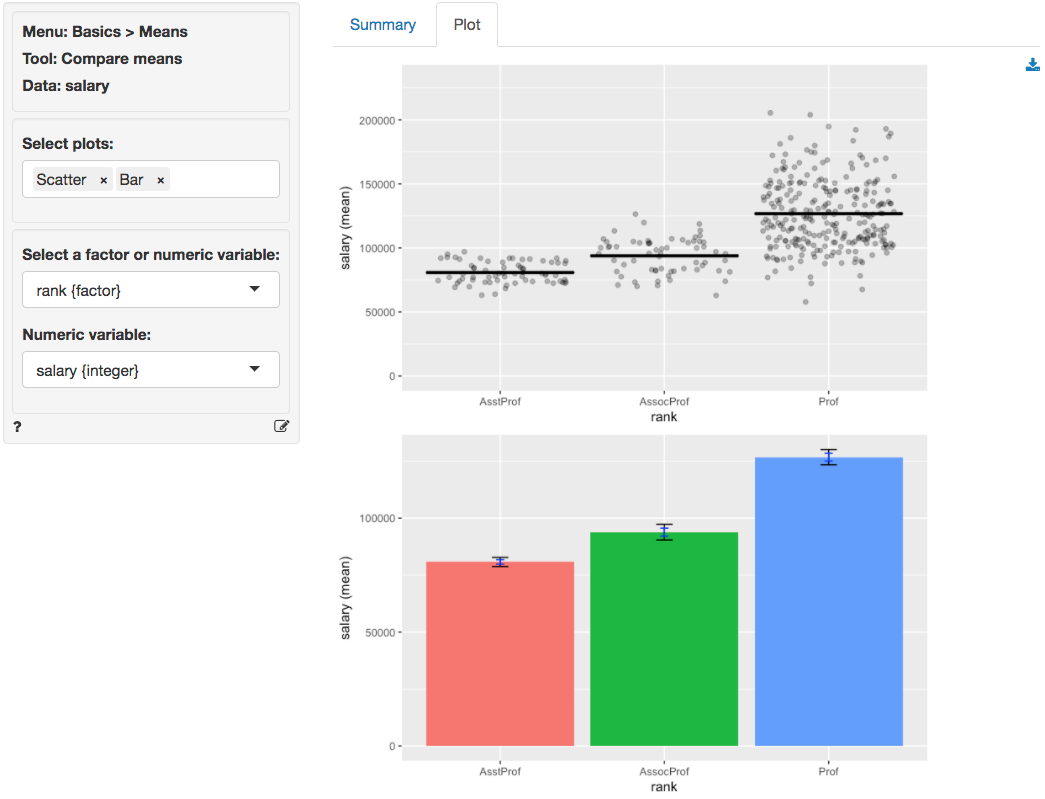 Menu: Basics > Means
Tool: Compare means
Data: salary
Select plots:
Scatter × Bar ×
Select a factor or numeric variable:
rank {factor}
Numeric variable:
salary {integer}
?
Summary Plot
200000
150000
100000
50000
0
salary (mean)
AsstProf AssocProf Prof
rank
100000
50000
0
salary (mean)
AsstProf AssocProf Prof
rank